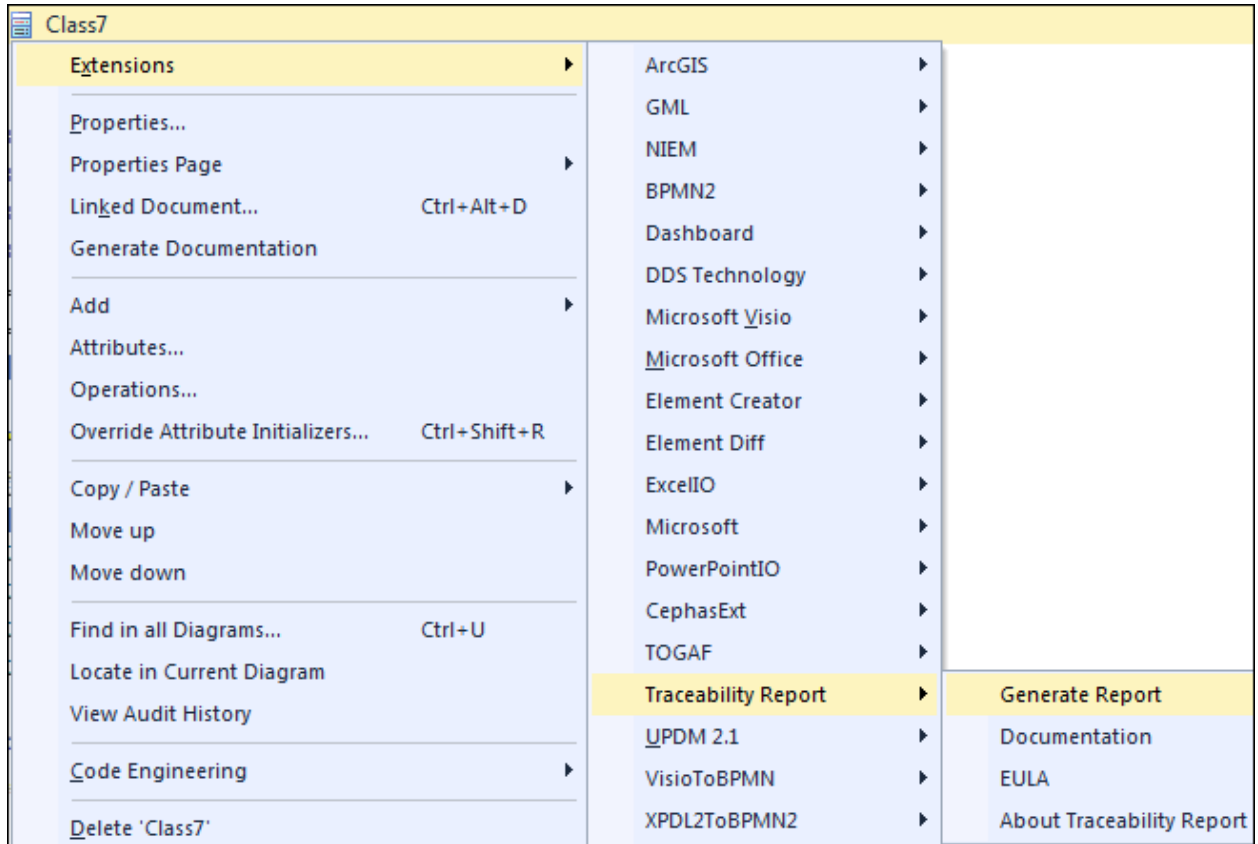 Class7
Extensions
Properties...
Properties Page
Linked Document... Ctrl+Alt+D
Generate Documentation
Add
Attributes...
Operations...
Override Attribute Initializers... Ctrl+Shift+R
Copy / Paste
Move up
Move down
Find in all Diagrams... Ctrl+U
Locate in Current Diagram
View Audit History
Code Engineering
Delete 'Class7'
ArcGIS
GML
NIEM
BPMN2
Dashboard
DDS Technology
Microsoft Visio
Microsoft Office
Element Creator
Element Diff
ExcelIO
Microsoft
PowerPointIO
CephasExt
TOGAF
Traceability Report
UPDM 2.1
VisioToBPMN
XPDL2ToBPMN2
Generate Report
Documentation
EULA
About Traceability Report